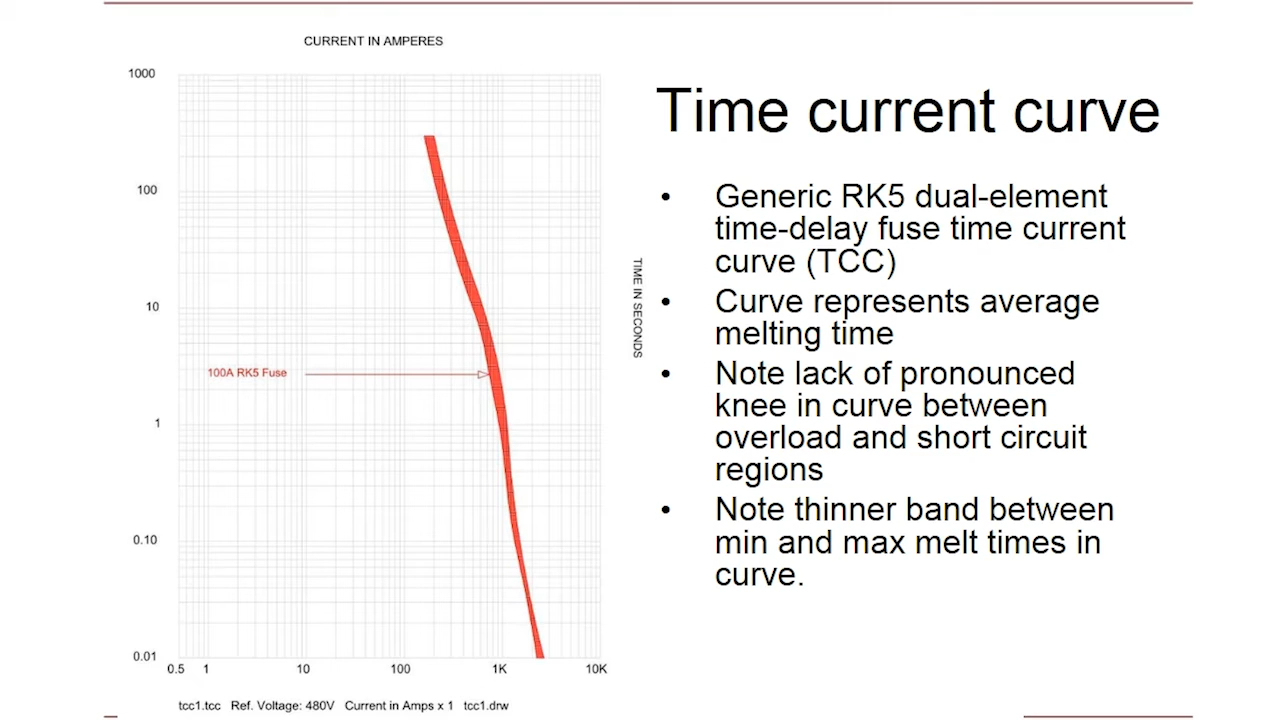 CURRENT IN AMPERES
1000
100
10
1
0.10
0.01
0.5 1 10 100 1K 10K
100A RK5 Fuse
TIME IN SECONDS
tcc1.tcc Ref. Voltage: 480V Current in Amps x 1 tcc1.drw
Time current curve
• Generic RK5 dual-element
time-delay fuse time current
curve (TCC)
• Curve represents average
melting time
• Note lack of pronounced
knee in curve between
overload and short circuit
regions
• Note thinner band between
min and max melt times in
curve.